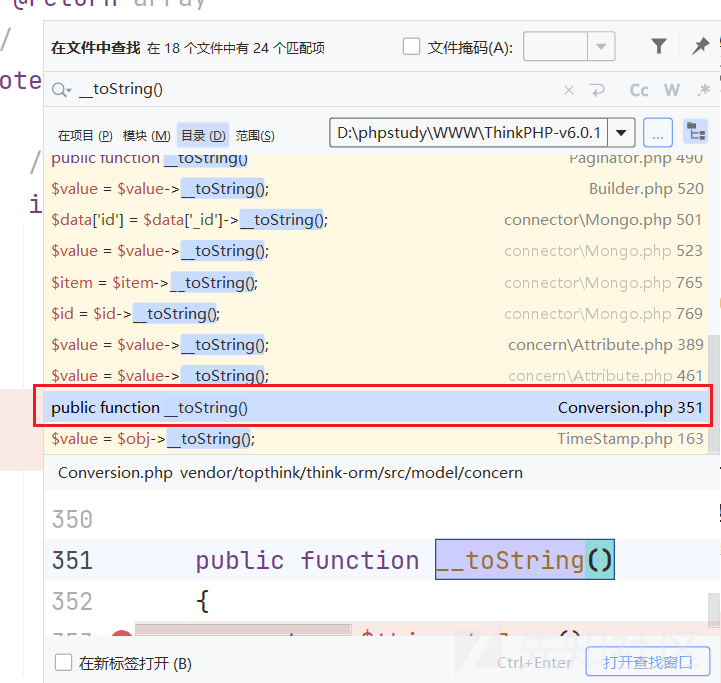 @return array
/
ote
/
i
在文件中查找 在 18 个文件中有 24 个匹配项 文件掩码(A):
__toString() Cc W .*
在项目 (P) 模块 (M) 目录 (D) 范围(S) D:\phpstudy\WWW\ThinkPHP-v6.0.1 ...
public function __toString() Paginator.php 490
$value = $value->__toString(); Builder.php 520
$data['id'] = $data['_id']->__toString(); connector\Mongo.php 501
$value = $value->__toString(); connector\Mongo.php 523
$item = $item->__toString(); connector\Mongo.php 765
$id = $id->__toString(); connector\Mongo.php 769
$value = $value->__toString(); concern\Attribute.php 389
$value = $value->__toString(); concern\Attribute.php 461
public function __toString() Conversion.php 351
$value = $obj->__toString(); TimeStamp.php 163
Conversion.php vendor/topthink/think-orm/src/model/concern
350
351 public function __toString()
352 {
在新标签打开 (B) Ctrl+Enter 打开查找窗口